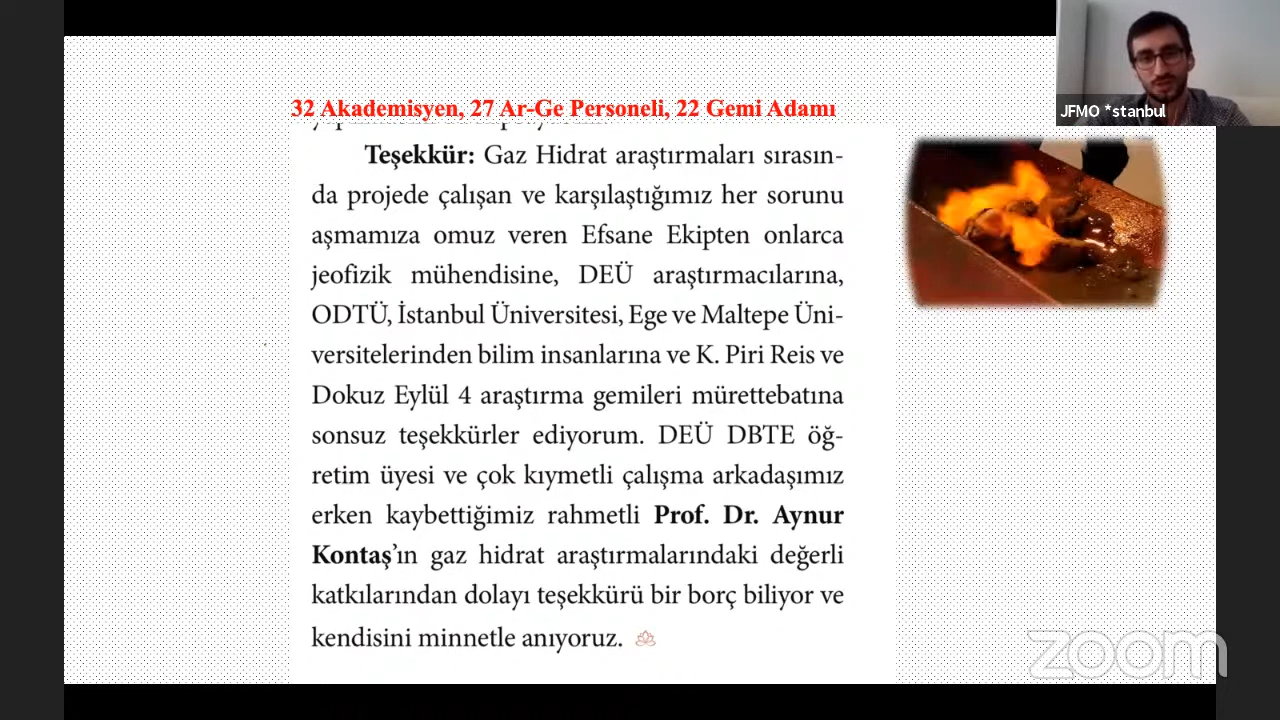 32 Akademisyen, 27 Ar-Ge Personeli, 22 Gemi Adamı
JFMO *stanbul
Teşekkür: Gaz Hidrat araştırmaları sırasın-
da projede çalışan ve karşılaştığımız her sorunu
aşmamıza omuz veren Efsane Ekipten onlarca
jeofizik mühendisine, DEÜ araştırmacılarına,
ODTÜ, İstanbul Üniversitesi, Ege ve Maltepe Üni-
versitelerinden bilim insanlarına ve K. Piri Reis ve
Dokuz Eylül 4 araştırma gemileri mürettebatına
sonsuz teşekkürler ediyorum. DEÜ DBTE öğ-
retim üyesi ve çok kıymetli çalışma arkadaşımız
erken kaybettiğimiz rahmetli Prof. Dr. Aynur
Kontaş’ın gaz hidrat araştırmalarındaki değerli
katkılarından dolayı teşekkürü bir borç biliyor ve
kendisini minnetle anıyoruz.
zoom